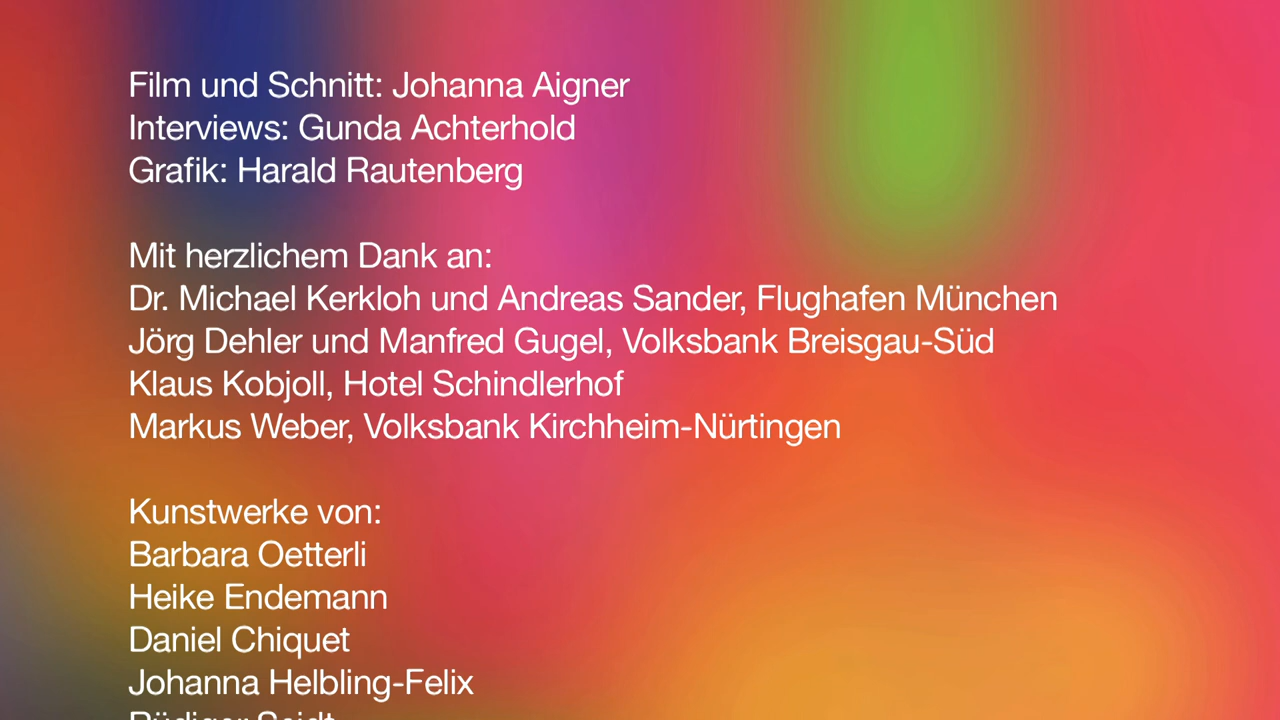 Film und Schnitt: Johanna Aigner
Interviews: Gunda Achterhold
Grafik: Harald Rautenberg
Mit herzlichem Dank an:
Dr. Michael Kerkloh und Andreas Sander, Flughafen München
Jörg Dehler und Manfred Gugel, Volksbank Breisgau-Süd
Klaus Kobjoll, Hotel Schindlerhof
Markus Weber, Volksbank Kirchheim-Nürtingen
Kunstwerke von:
Barbara Oetterli
Heike Endemann
Daniel Chiquet
Johanna Helbling-Felix
Rüdiger Seidt